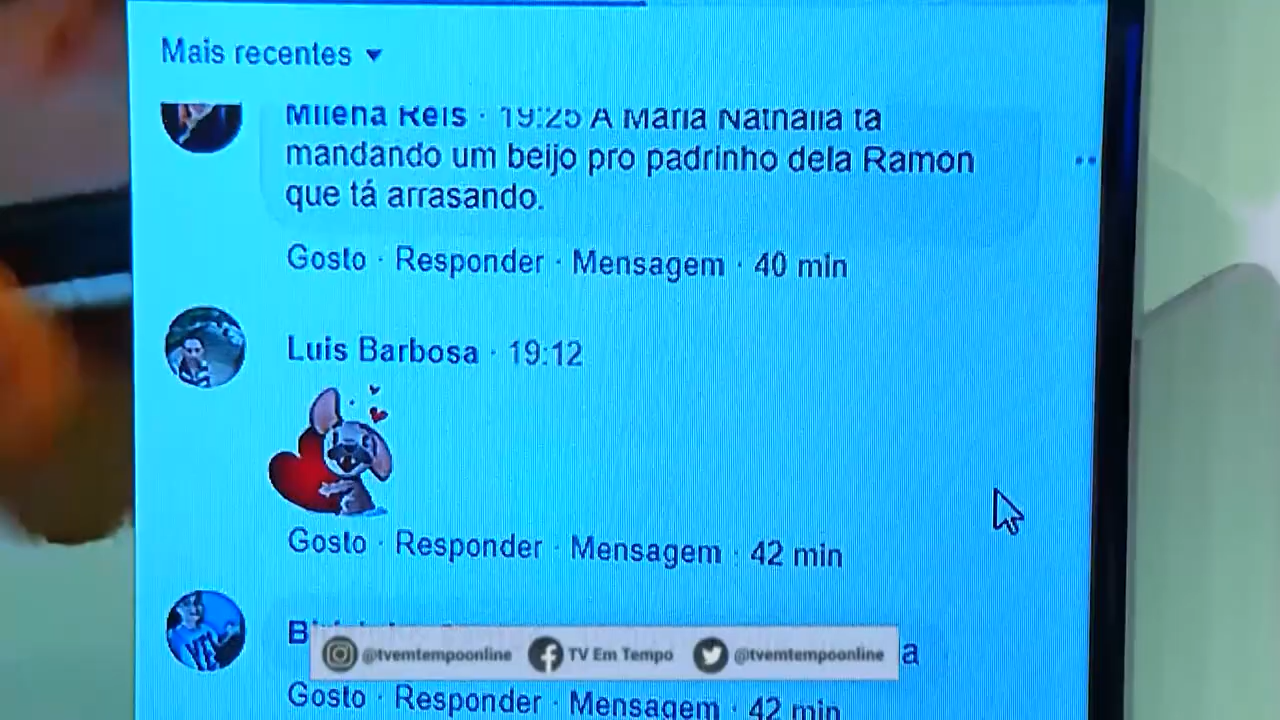 Mais recentes
Milena Reis · 19:25 A Maria Nathalia tá
mandando um beijo pro padrinho dela Ramon
que tá arrasando.
Gosto · Responder · Mensagem · 40 min
Luis Barbosa · 19:12
Gosto · Responder · Mensagem · 42 min
@tvemtempoonline TV Em Tempo @tvemtempoonline
Gosto · Responder · Mensagem · 42 min